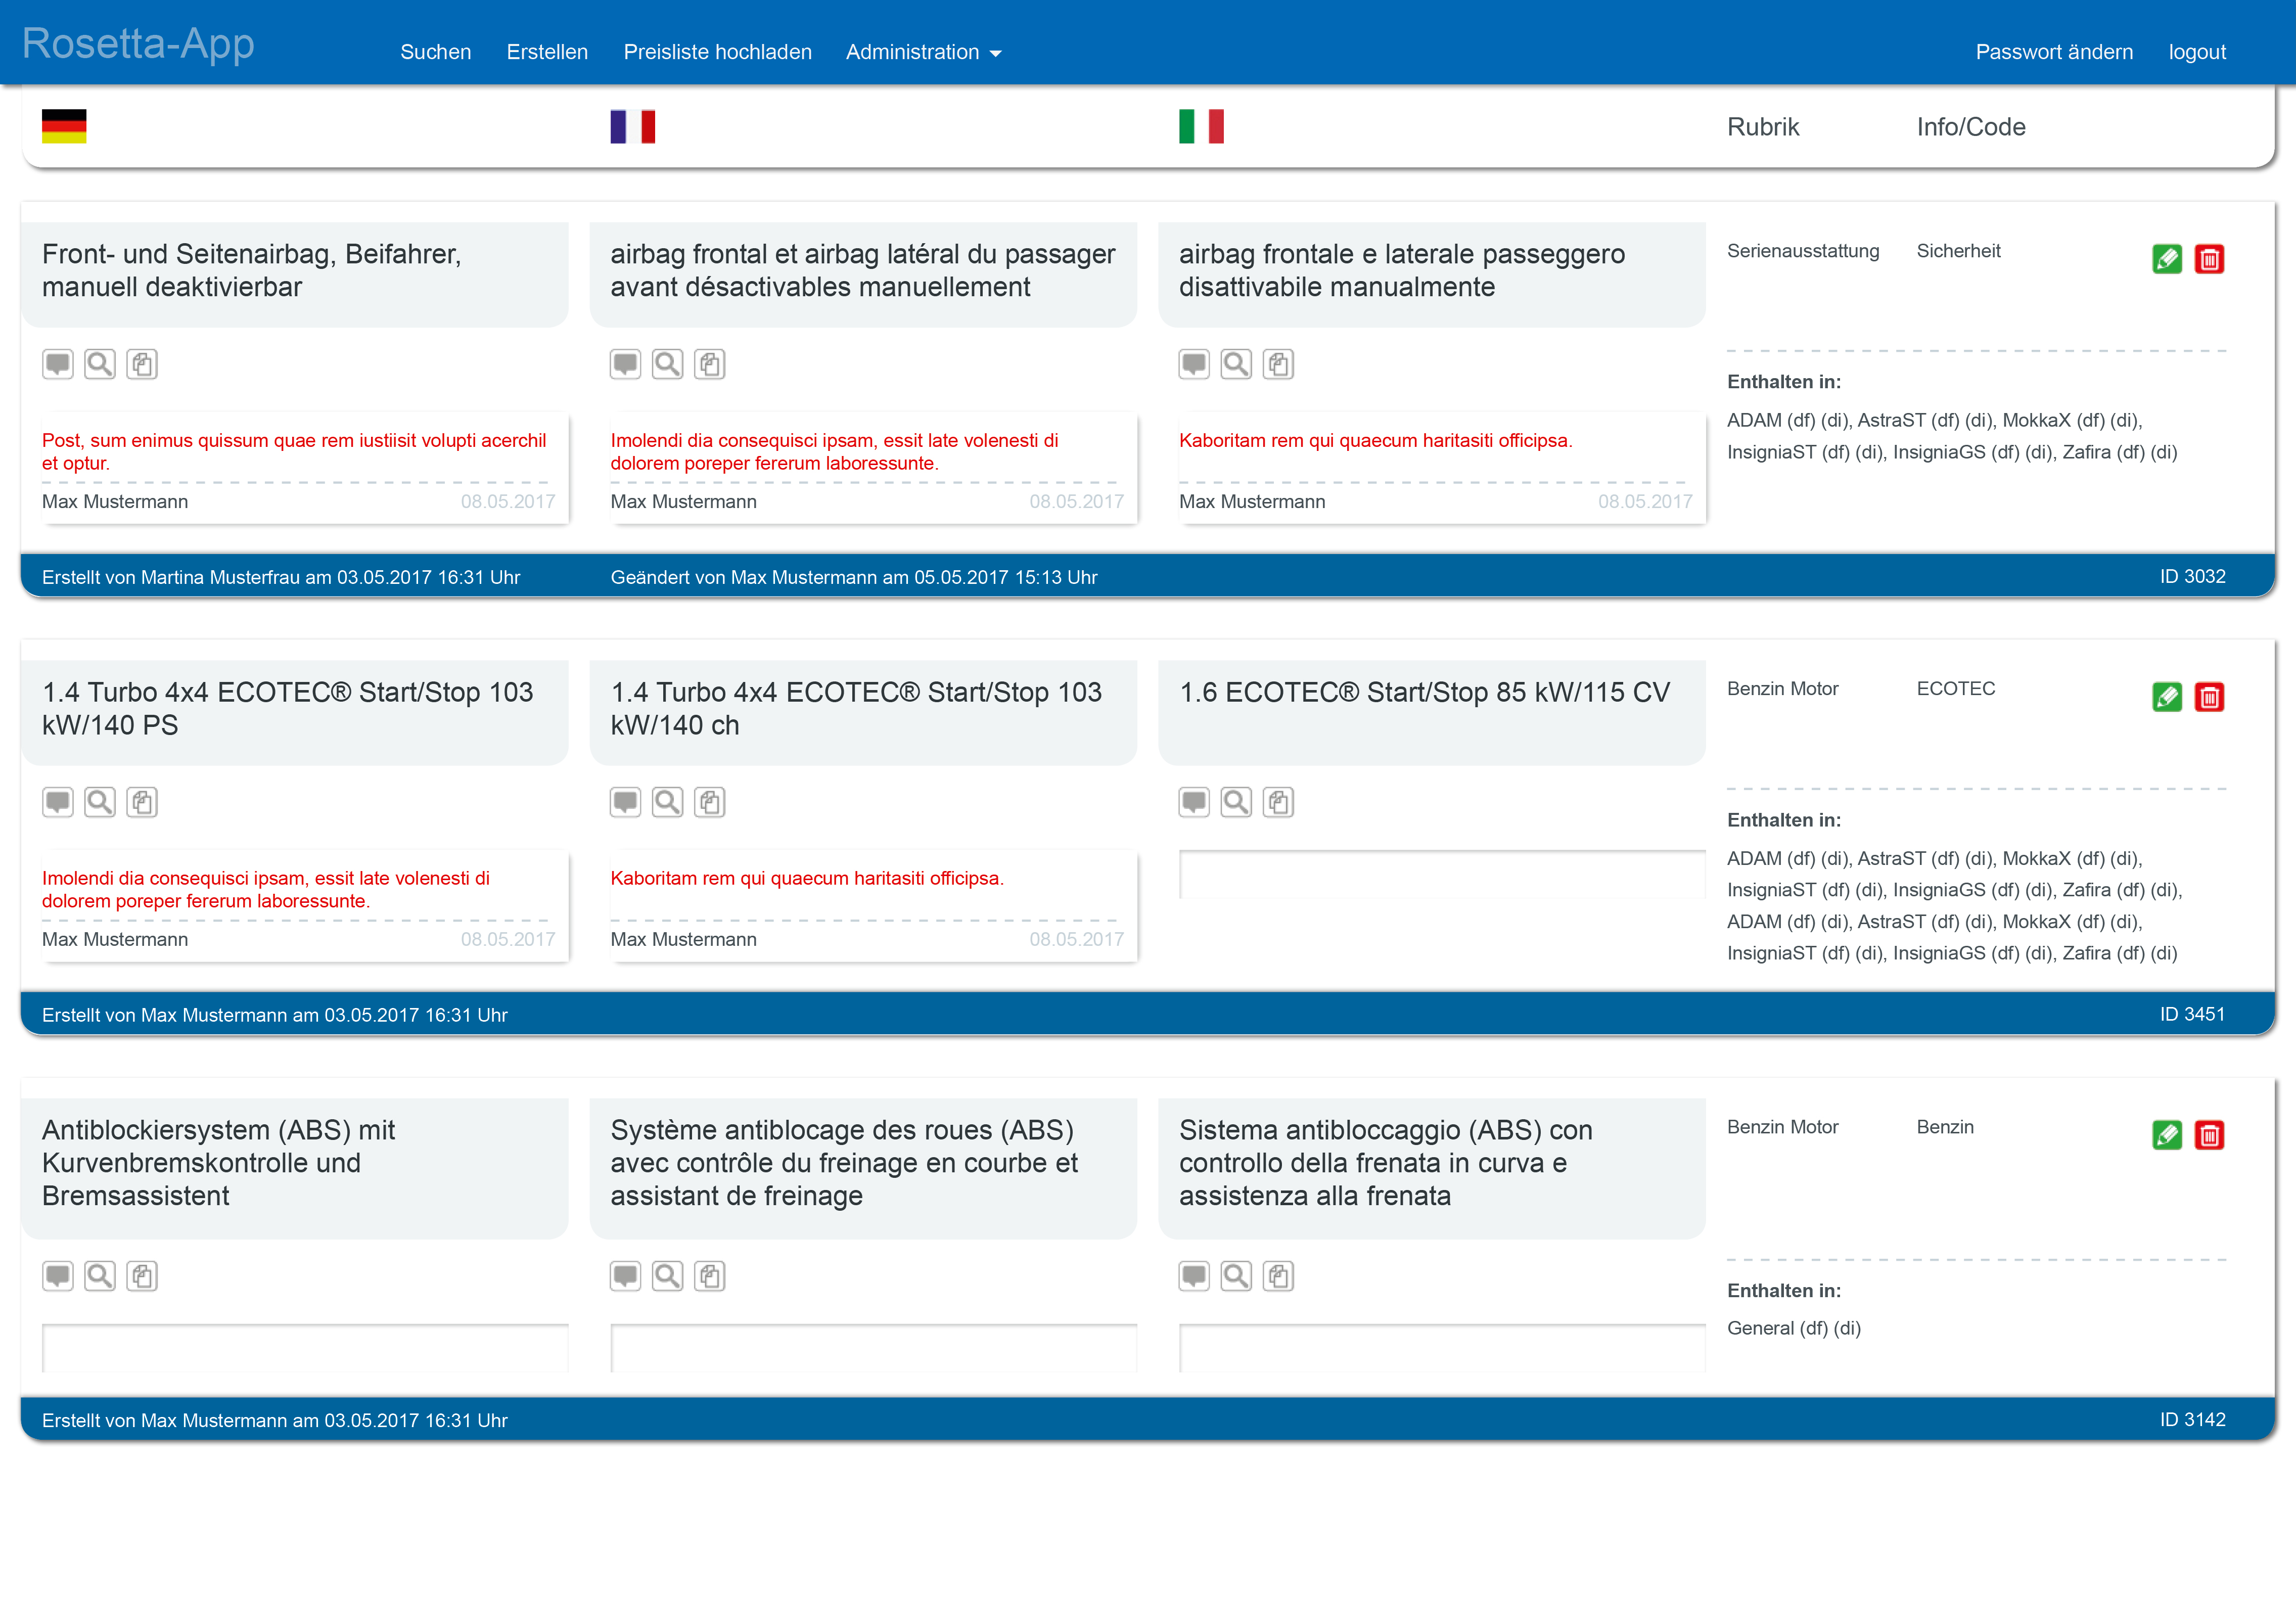 Rosetta-App
Suchen Erstellen Preisliste hochladen Administration
Passwort ändern logout
Rubrik Info/Code
Front- und Seitenairbag, Beifahrer,
manuell deaktivierbar
airbag frontal et airbag latéral du passager
avant désactivables manuellement
airbag frontale e laterale passeggero
disattivabile manualmente
Serienausstattung Sicherheit
Enthalten in:
ADAM (df) (di), AstraST (df) (di), MokkaX (df) (di),
InsigniaST (df) (di), InsigniaGS (df) (di), Zafira (df) (di)
Post, sum enimus quissum quae rem iustiisit volupti acerchil
et optur.
Max Mustermann 08.05.2017
Imolendi dia consequisci ipsam, essit late volenesti di
dolorem poreper fererum laboressunte.
Max Mustermann 08.05.2017
Kaboritam rem qui quaecum haritasiti officipsa.
Max Mustermann 08.05.2017
Erstellt von Martina Musterfrau am 03.05.2017 16:31 Uhr Geändert von Max Mustermann am 05.05.2017 15:13 Uhr ID 3032
1.4 Turbo 4x4 ECOTEC® Start/Stop 103
kW/140 PS
1.4 Turbo 4x4 ECOTEC® Start/Stop 103
kW/140 ch
1.6 ECOTEC® Start/Stop 85 kW/115 CV
Benzin Motor ECOTEC
Enthalten in:
ADAM (df) (di), AstraST (df) (di), MokkaX (df) (di),
InsigniaST (df) (di), InsigniaGS (df) (di), Zafira (df) (di),
ADAM (df) (di), AstraST (df) (di), MokkaX (df) (di),
InsigniaST (df) (di), InsigniaGS (df) (di), Zafira (df) (di)
Imolendi dia consequisci ipsam, essit late volenesti di
dolorem poreper fererum laboressunte.
Max Mustermann 08.05.2017
Kaboritam rem qui quaecum haritasiti officipsa.
Max Mustermann 08.05.2017
Erstellt von Max Mustermann am 03.05.2017 16:31 Uhr ID 3451
Antiblockiersystem (ABS) mit
Kurvenbremskontrolle und
Bremsassistent
Système antiblocage des roues (ABS)
avec contrôle du freinage en courbe et
assistant de freinage
Sistema antibloccaggio (ABS) con
controllo della frenata in curva e
assistenza alla frenata
Benzin Motor Benzin
Enthalten in:
General (df) (di)
Erstellt von Max Mustermann am 03.05.2017 16:31 Uhr ID 3142